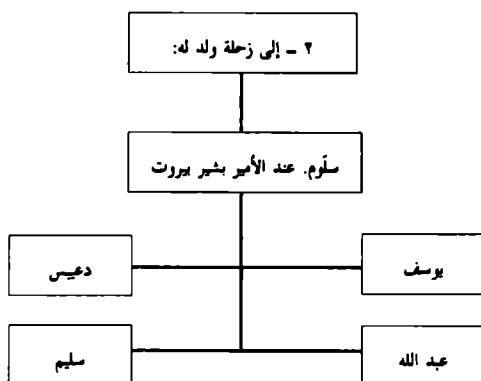 ٢ - إلى زحلة ولد له:
سلّوم. عند الأمير بشير بيروت
يوسف
دعيس
عبد الله
سليم